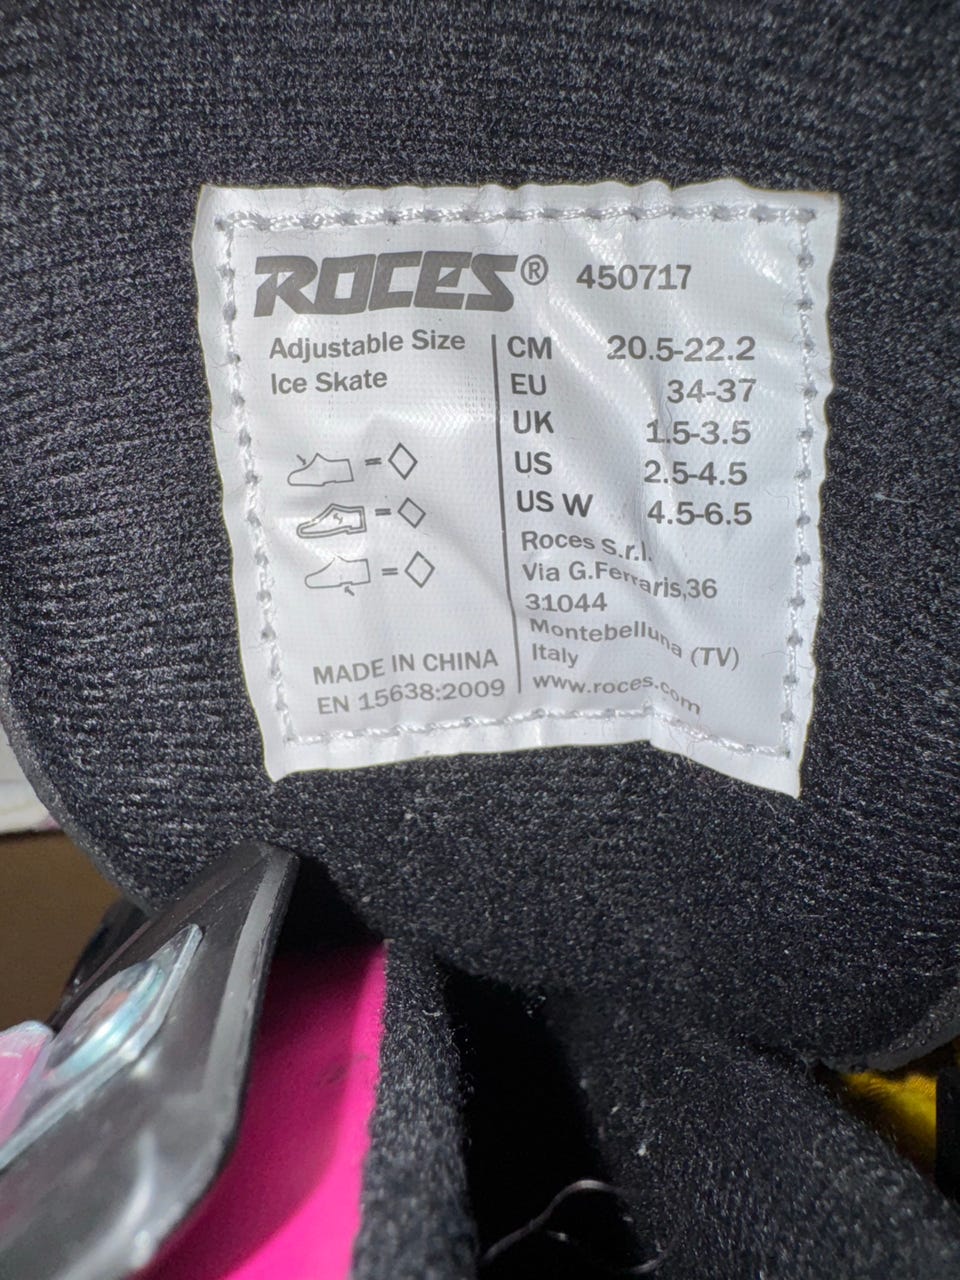 ROCES® 450717
Adjustable Size
Ice Skate
= ◇
= ◇
= ◇
MADE IN CHINA
EN 15638:2009
CM 20.5-22.2
EU 34-37
UK 1.5-3.5
US 2.5-4.5
US W 4.5-6.5
Roces S.r.l.
Via G.Ferraris,36
31044
Montebelluna (TV)
Italy
www.roces.com